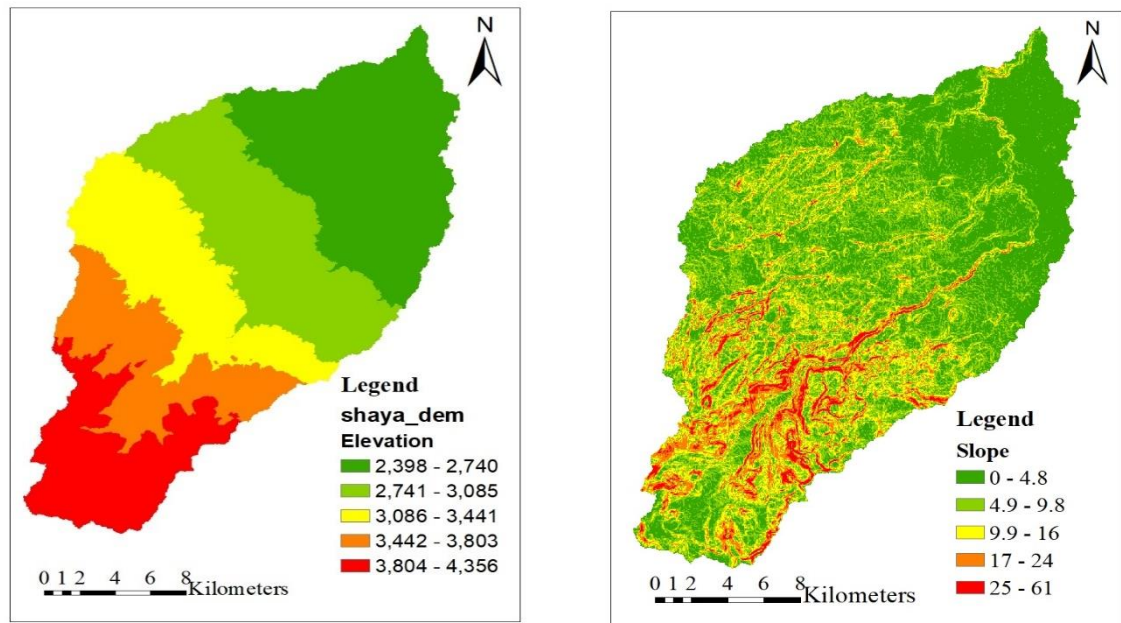 N
Legend
shaya_dem
Elevation
2,398 - 2,740
2,741 - 3,085
3,086 - 3,441
3,442 - 3,803
3,804 - 4,356
0 1 2 4 6 8
Kilometers
N
Legend
Slope
0 - 4.8
4.9 - 9.8
9.9 - 16
17 - 24
25 - 61
0 1 2 4 6 8
Kilometers